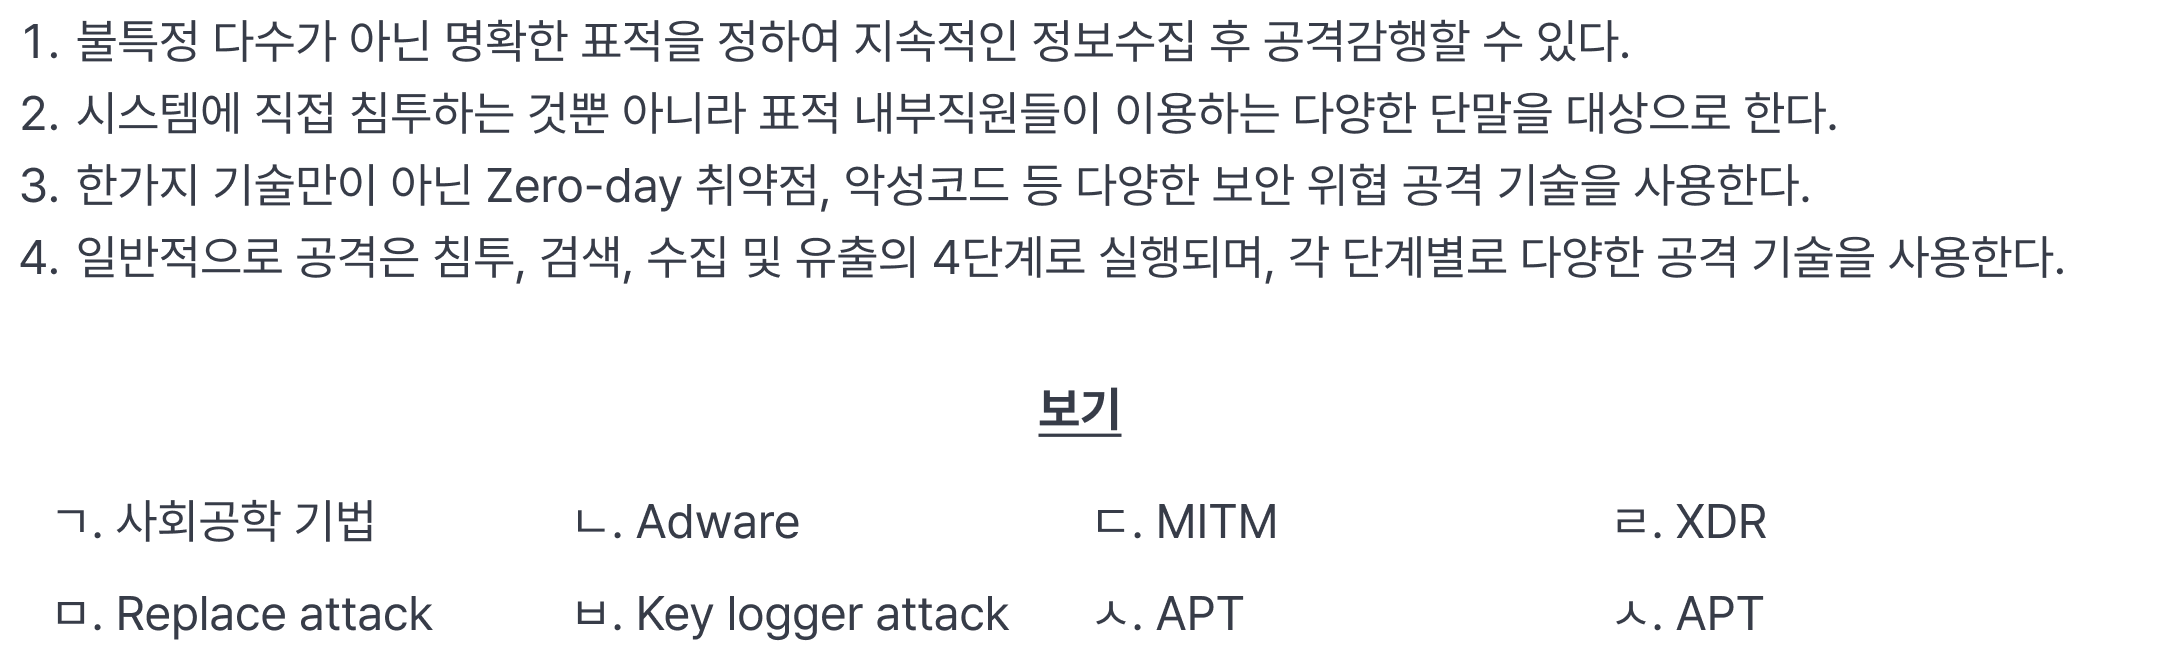 1. 불특정 다수가 아닌 명확한 표적을 정하여 지속적인 정보수집 후 공격감행할 수 있다.
2. 시스템에 직접 침투하는 것뿐 아니라 표적 내부직원들이 이용하는 다양한 단말을 대상으로 한다.
3. 한가지 기술만이 아닌 Zero-day 취약점, 악성코드 등 다양한 보안 위협 공격 기술을 사용한다.
4. 일반적으로 공격은 침투, 검색, 수집 및 유출의 4단계로 실행되며, 각 단계별로 다양한 공격 기술을 사용한다.
보기
ㄱ. 사회공학 기법 ㄴ. Adware ㄷ. MITM ㄹ. XDR
ㅁ. Replace attack ㅂ. Key logger attack ㅅ. APT ㅅ. APT